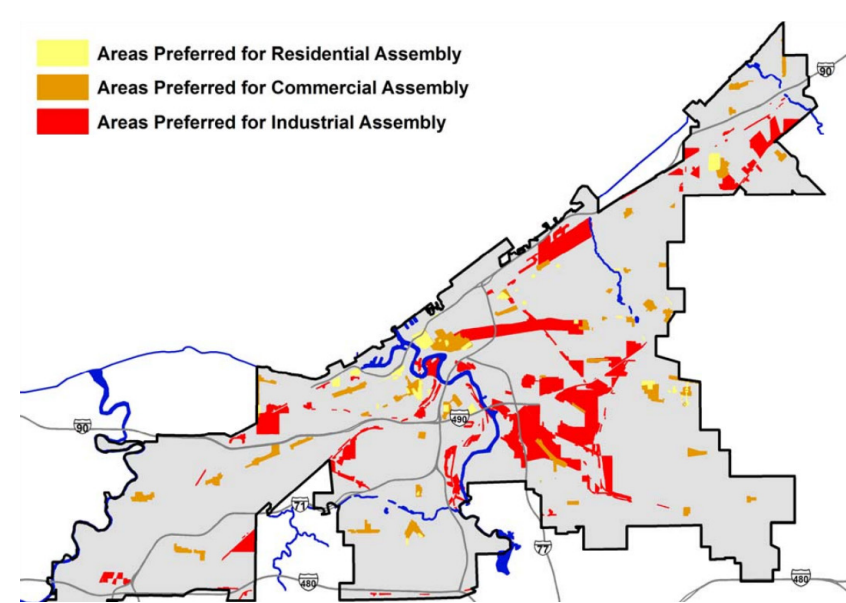 Areas Preferred for Residential Assembly
Areas Preferred for Commercial Assembly
Areas Preferred for Industrial Assembly
90
90
490
71
77
480
480